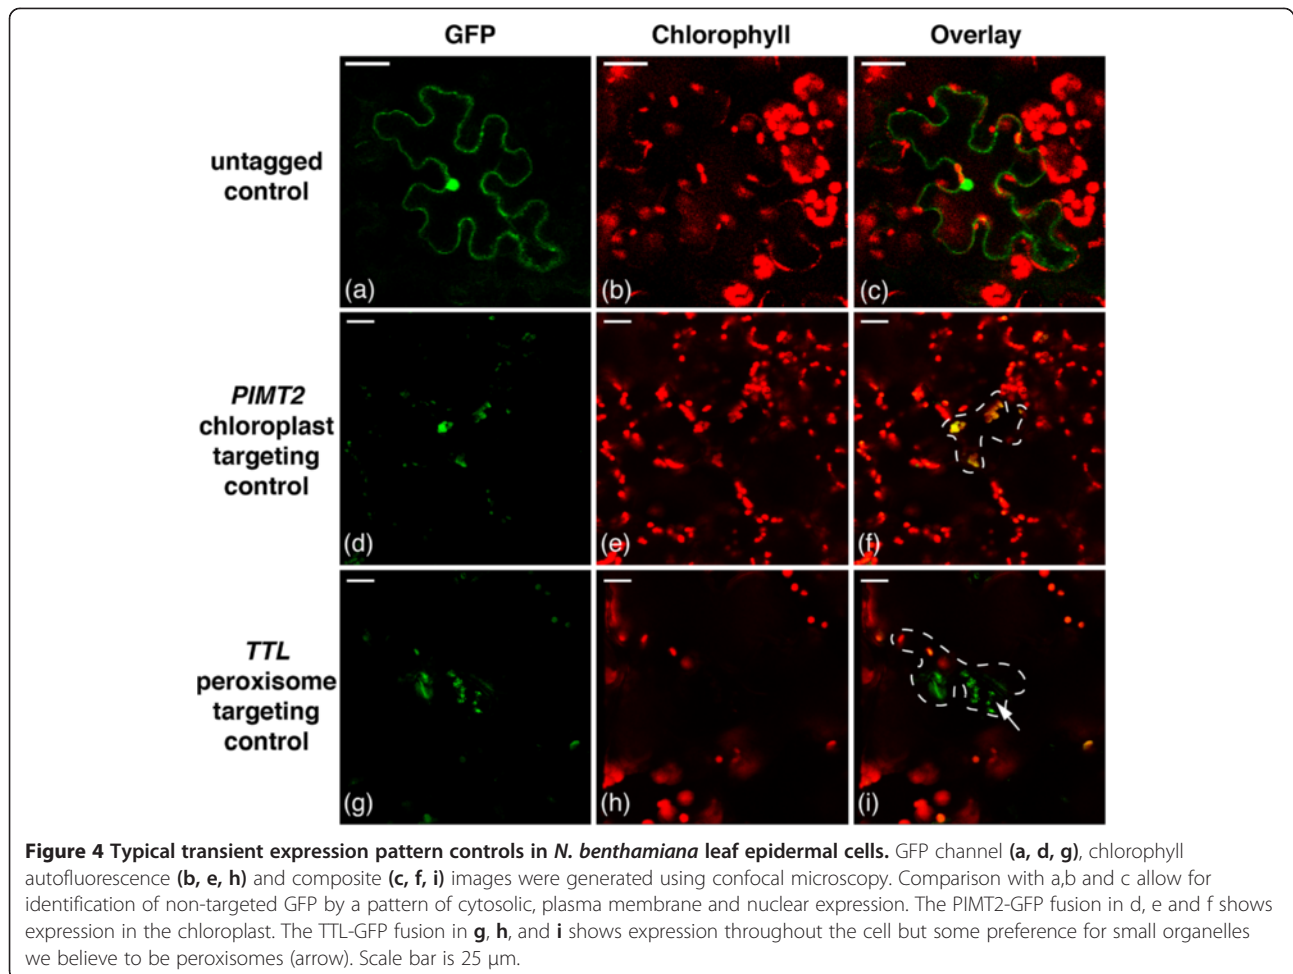 GFP Chlorophyll Overlay
untagged
control
(a) (b) (c)
PIMT2
chloroplast
targeting
control
(d) (e) (f)
TTL
peroxisome
targeting
control
(g) (h) (i)
Figure 4 Typical transient expression pattern controls in N. benthamiana leaf epidermal cells. GFP channel (a, d, g), chlorophyll
autofluorescence (b, e, h) and composite (c, f, i) images were generated using confocal microscopy. Comparison with a,b and c allow for
identification of non-targeted GFP by a pattern of cytosolic, plasma membrane and nuclear expression. The PIMT2-GFP fusion in d, e and f shows
expression in the chloroplast. The TTL-GFP fusion in g, h, and i shows expression throughout the cell but some preference for small organelles
we believe to be peroxisomes (arrow). Scale bar is 25 μm.